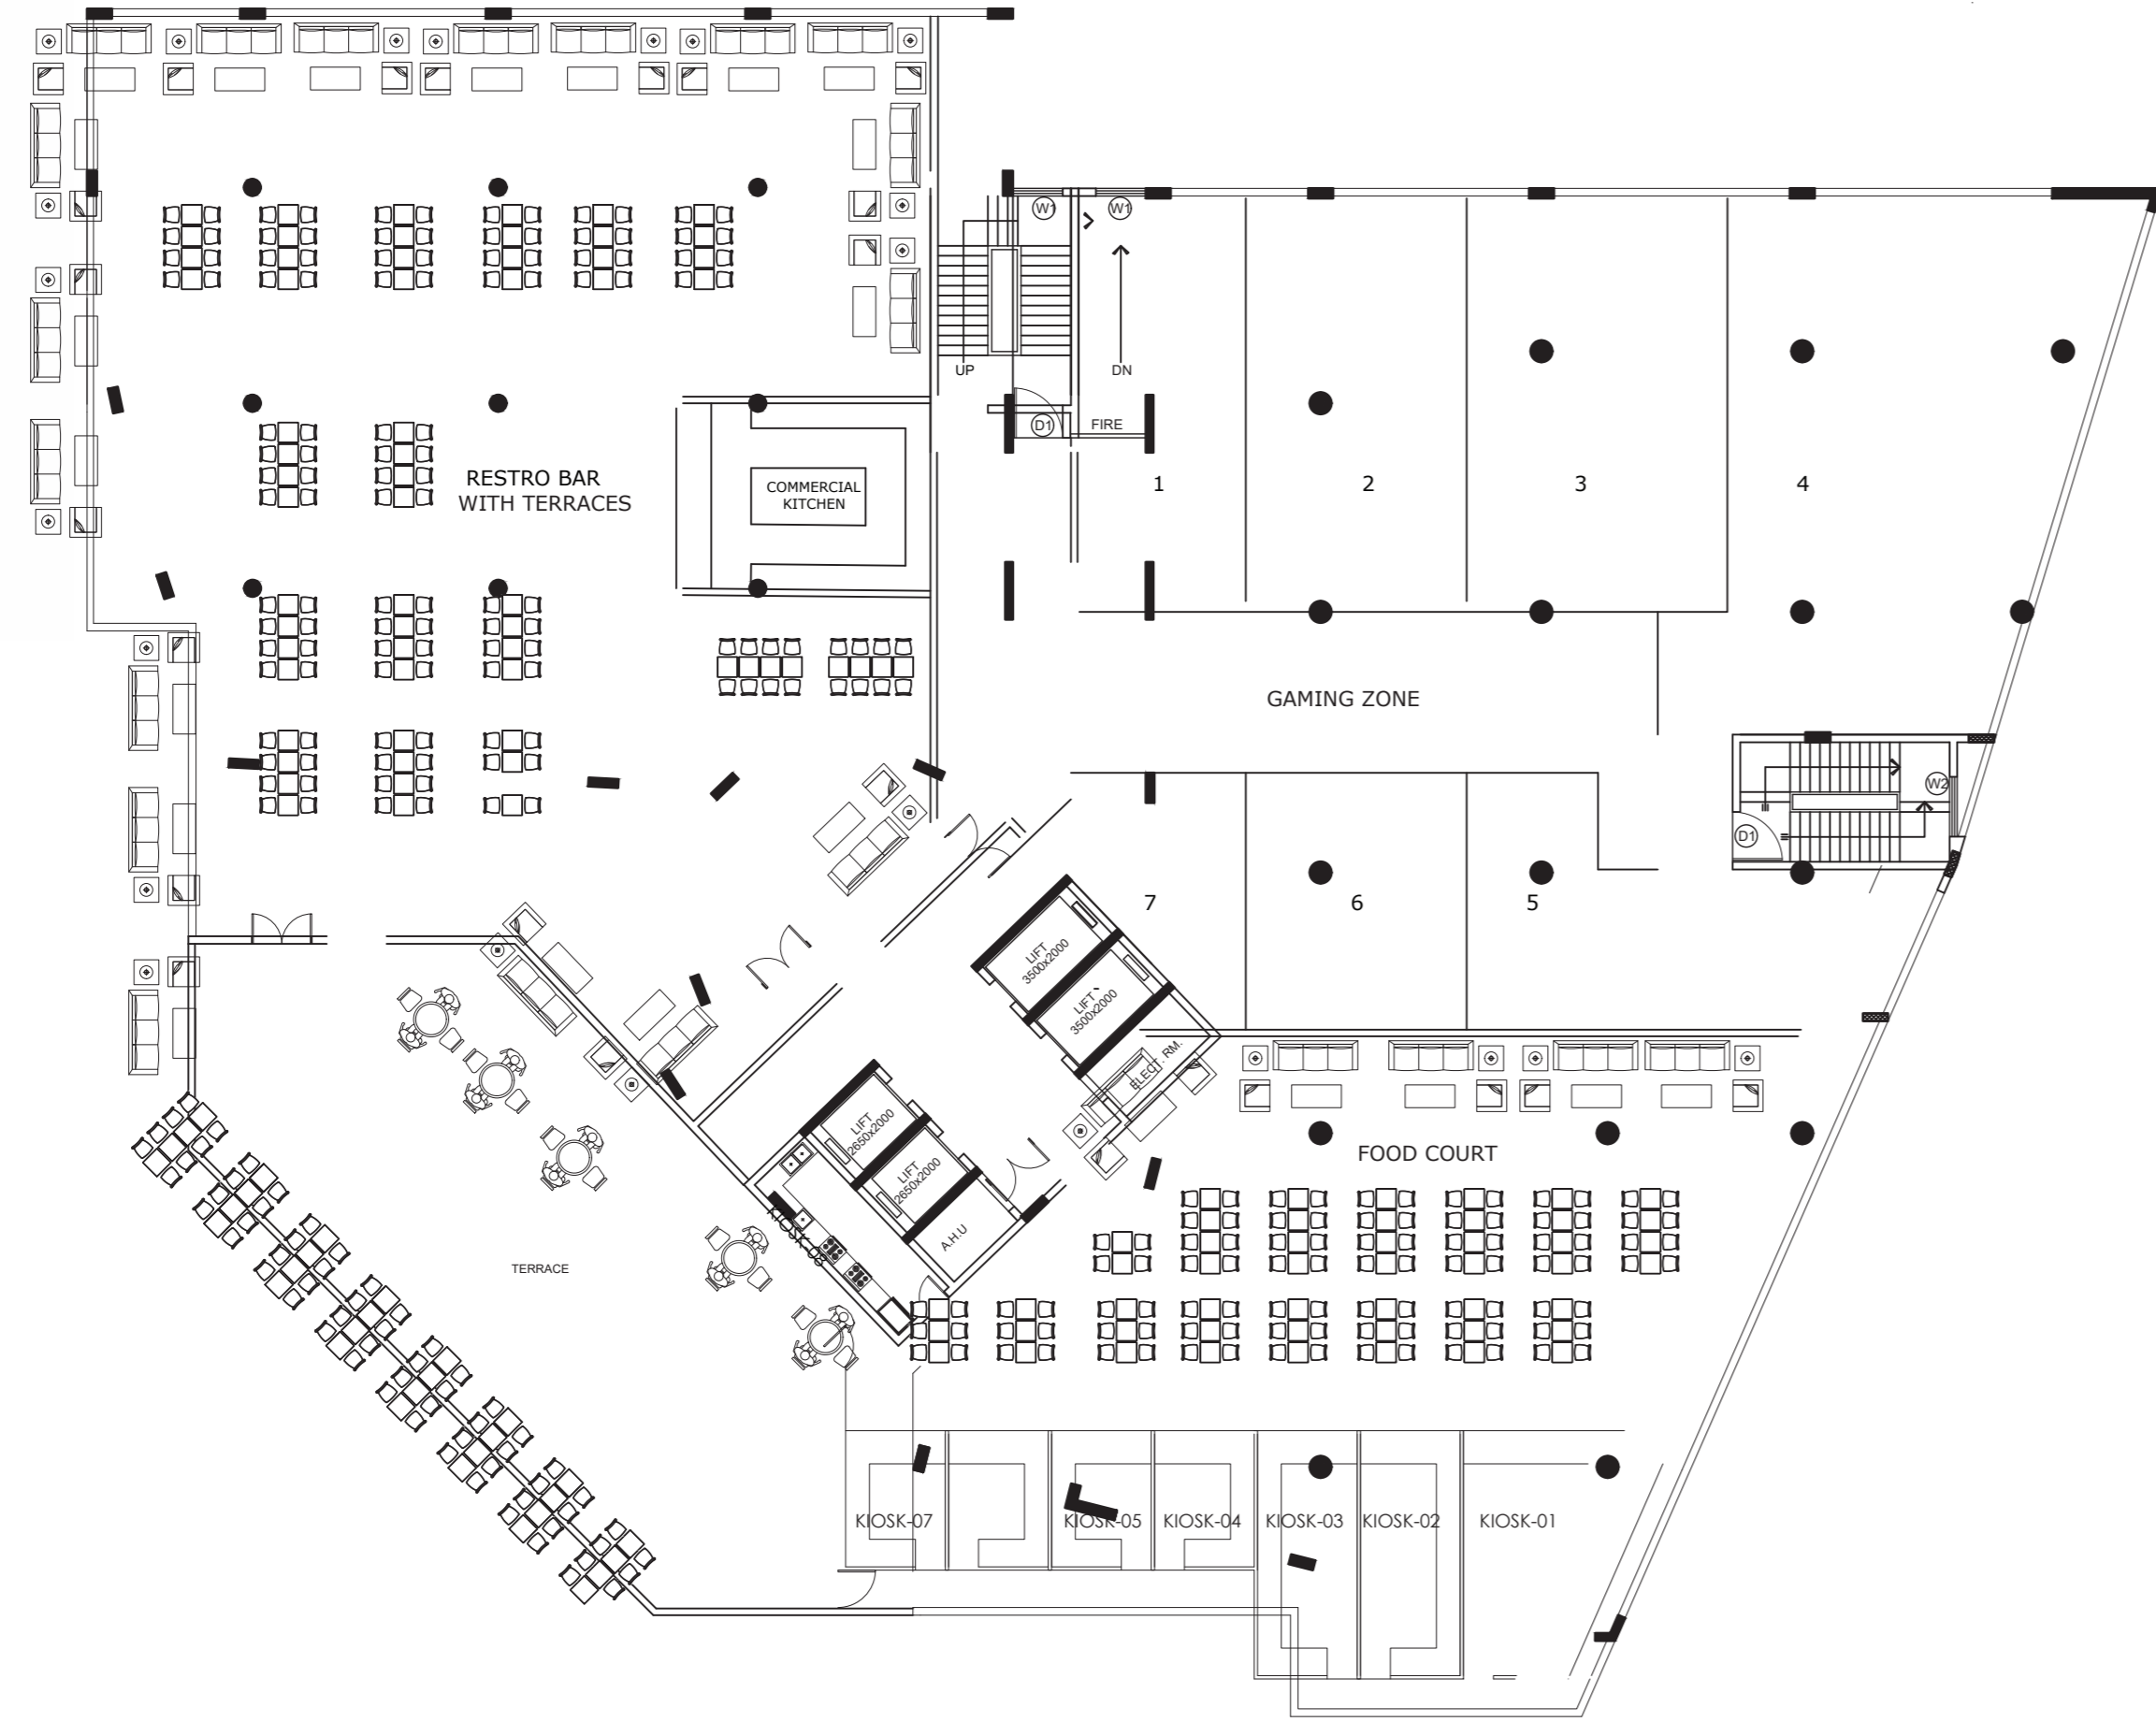 W1
W1
UP
DN
D1
FIRE
RESTRO BAR
WITH TERRACES
COMMERCIAL
KITCHEN
1
2
3
4
GAMING ZONE
W2
D1
7
6
5
LIFT
3500x2000
LIFT
3500x2000
ELECT. RM.
LIFT
2650x2000
LIFT
2650x2000
A.H.U
FOOD COURT
TERRACE
KIOSK-07
KIOSK-05
KIOSK-04
KIOSK-03
KIOSK-02
KIOSK-01